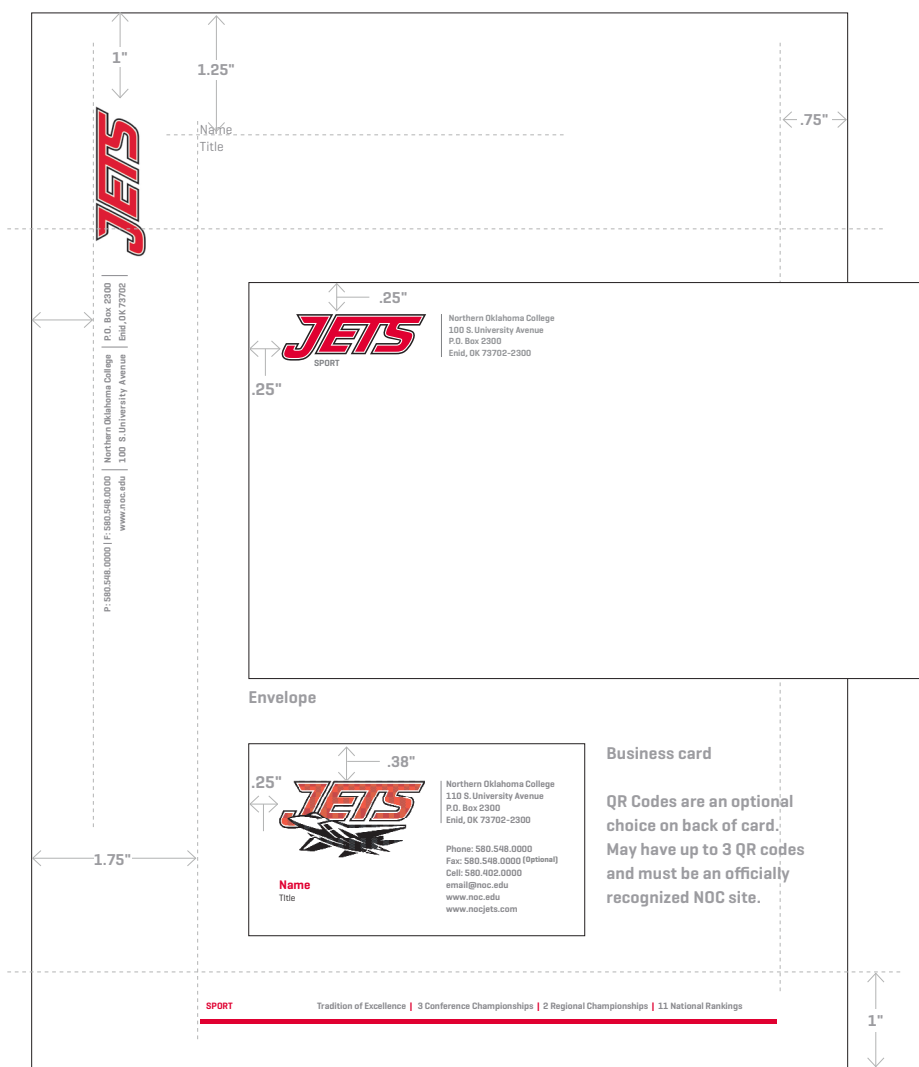 1"
1.25"
.75"
Name
Title
JETS
P.O. Box 2300
Enid, OK 73702
Northern Oklahoma College
100 S. University Avenue
P: 580.548.0000 | F: 580.548.0000
www.noc.edu
.25"
JETS
SPORT
Northern Oklahoma College
100 S. University Avenue
P.O. Box 2300
Enid, OK 73702-2300
.25"
Envelope
.38"
.25"
JETS
Northern Oklahoma College
110 S. University Avenue
P.O. Box 2300
Enid, OK 73702-2300
Phone: 580.548.0000
Fax: 580.548.0000 (Optional)
Cell: 580.402.0000
email@noc.edu
www.noc.edu
www.nocjets.com
Name
Title
Business card
QR Codes are an optional
choice on back of card.
May have up to 3 QR codes
and must be an officially
recognized NOC site.
1.75"
SPORT Tradition of Excellence | 3 Conference Championships | 2 Regional Championships | 11 National Rankings
1"